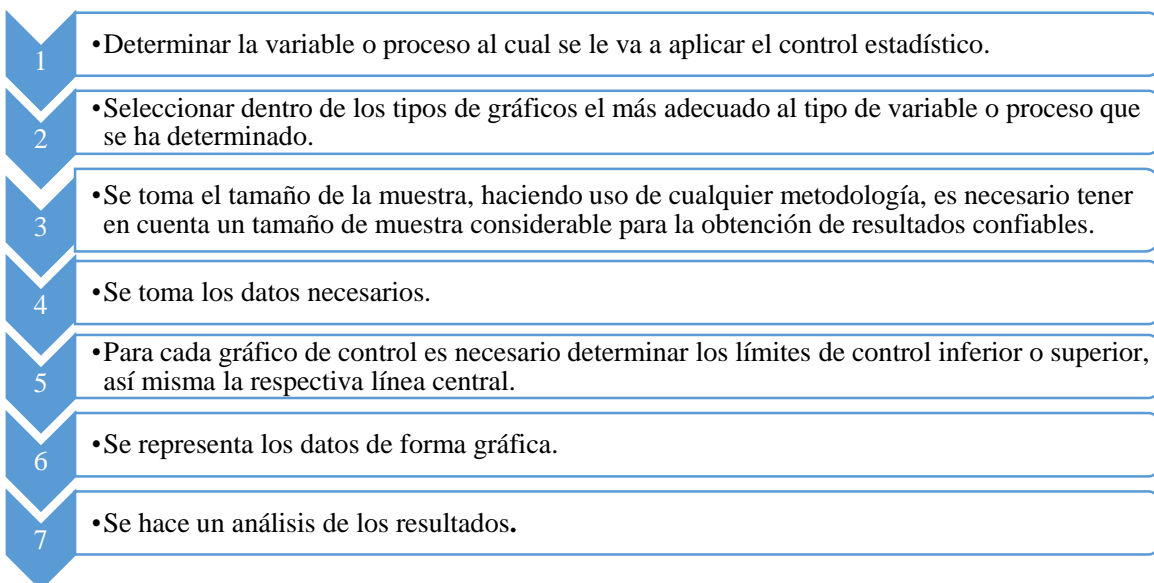 1
•Determinar la variable o proceso al cual se le va a aplicar el control estadístico.
2
•Seleccionar dentro de los tipos de gráficos el más adecuado al tipo de variable o proceso que
se ha determinado.
3
•Se toma el tamaño de la muestra, haciendo uso de cualquier metodología, es necesario tener
en cuenta un tamaño de muestra considerable para la obtención de resultados confiables.
4
•Se toma los datos necesarios.
5
•Para cada gráfico de control es necesario determinar los límites de control inferior o superior,
así misma la respectiva línea central.
6
•Se representa los datos de forma gráfica.
7
•Se hace un análisis de los resultados.